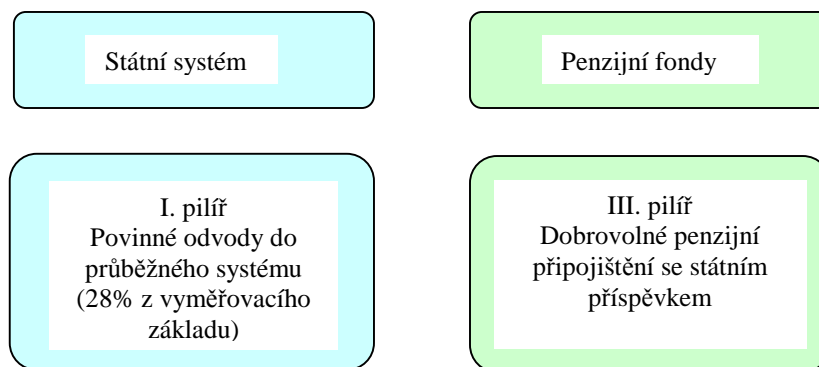 Státní systém
Penzijní fondy
I. pilíř
Povinné odvody do
průběžného systému
(28% z vyměřovacího
základu)
III. pilíř
Dobrovolné penzijní
připojištění se státním
příspěvkem